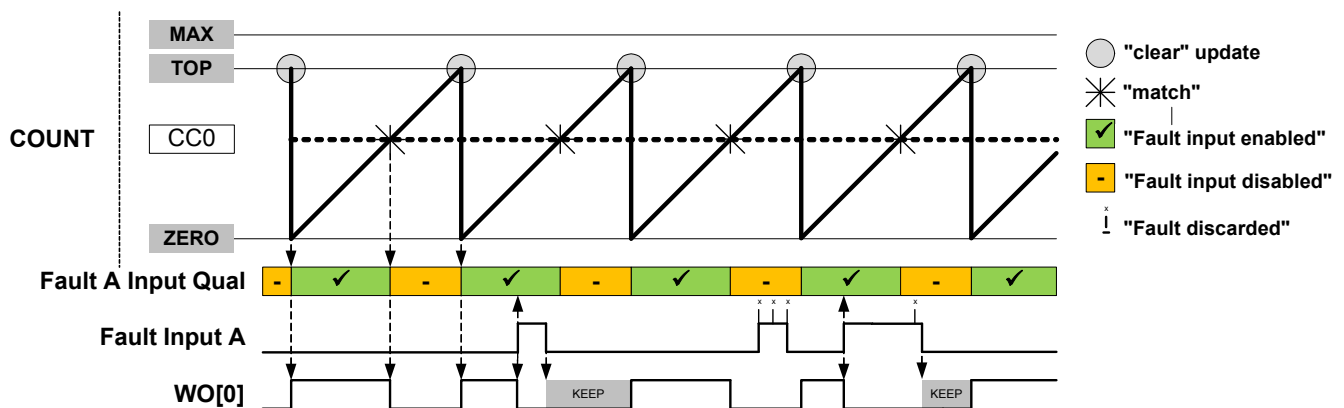 MAX
TOP
COUNT
CC0
ZERO
"clear" update
"match"
"Fault input enabled"
- "Fault input disabled"
x
"Fault discarded"
Fault A Input Qual - ✓ - ✓ - ✓ - ✓ - ✓
x x x x
Fault Input A
WO[0] KEEP KEEP